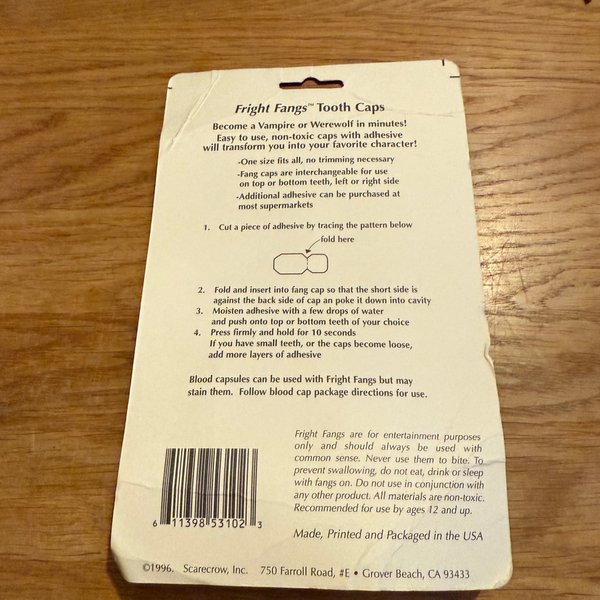 Fright Fangs™ Tooth Caps
Become a Vampire or Werewolf in minutes!
Easy to use, non-toxic caps with adhesive
will transform you into your favorite character!
-One size fits all, no trimming necessary
-Fang caps are interchangeable for use
on top or bottom teeth, left or right side
-Additional adhesive can be purchased at
most supermarkets
1. Cut a piece of adhesive by tracing the pattern below
fold here
2. Fold and insert into fang cap so that the short side is
against the back side of cap an poke it down into cavity
3. Moisten adhesive with a few drops of water
and push onto top or bottom teeth of your choice
4. Press firmly and hold for 10 seconds
If you have small teeth, or the caps become loose,
add more layers of adhesive
Blood capsules can be used with Fright Fangs but may
stain them. Follow blood cap package directions for use.
Fright Fangs are for entertainment purposes
only and should always be used with
common sense. Never use them to bite. To
prevent swallowing, do not eat, drink or sleep
with fangs on. Do not use in conjunction with
any other product. All materials are non-toxic.
Recommended for use by ages 12 and up.
6 11398 53102 3
Made, Printed and Packaged in the USA
©1996. Scarecrow, Inc. 750 Farroll Road, #E • Grover Beach, CA 93433